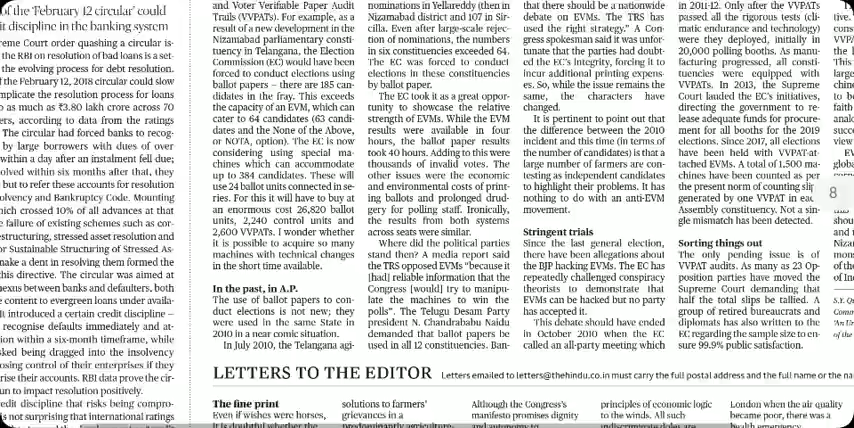 of the 'February 12 circular' could
it discipline in the banking system
reme Court order quashing a circular is-
the RBI on resolution of bad loans is a set-
the evolving process for debt resolution.
f the February 12, 2018 circular could slow
mplicate the resolution process for loans
o as much as ₹3.80 lakh crore across 70
ers, according to data from the ratings
The circular had forced banks to recog-
by large borrowers with dues of over
within a day after an instalment fell due;
olved within six months after that, they
but to refer these accounts for resolution
olvency and Bankruptcy Code. Mounting
hich crossed 10% of all advances at that
e failure of existing schemes such as cor-
estructuring, stressed asset resolution and
or Sustainable Structuring of Stressed As-
make a dent in resolving them formed the
this directive. The circular was aimed at
nexus between banks and defaulters, both
e content to evergreen loans under availa-
It introduced a certain credit discipline –
recognise defaults immediately and at-
ion within a six-month timeframe, while
sked being dragged into the insolvency
osing control of their enterprises if they
rise their accounts. RBI data prove the cir-
un to impact resolution positively.
edit discipline that risks being compro-
is not surprising that international ratings
and Voter Verifiable Paper Audit
Trails (VVPATs). For example, as a
result of a new development in the
Nizamabad parliamentary consti-
tuency in Telangana, the Election
Commission (EC) would have been
forced to conduct elections using
ballot papers – there are 185 can-
didates in the fray. This exceeds
the capacity of an EVM, which can
cater to 64 candidates (63 candi-
dates and the None of the Above,
or NOTA, option). The EC is now
considering using special ma-
chines which can accommodate
up to 384 candidates. These will
use 24 ballot units connected in se-
ries. For this it will have to buy at
an enormous cost 26,820 ballot
units, 2,240 control units and
2,600 VVPATs. I wonder whether
it is possible to acquire so many
machines with technical changes
in the short time available.
In the past, in A.P.
The use of ballot papers to con-
duct elections is not new; they
were used in the same State in
2010 in a near comic situation.
In July 2010, the Telangana agi-
nominations in Yellareddy (then in
Nizamabad district and 107 in Sir-
cilla. Even after large-scale rejec-
tion of nominations, the numbers
in six constituencies exceeded 64.
The EC was forced to conduct
elections in these constituencies
by ballot paper.
The EC took it as a great oppor-
tunity to showcase the relative
strength of EVMs. While the EVM
results were available in four
hours, the ballot paper results
took 40 hours. Adding to this were
thousands of invalid votes. The
other issues were the economic
and environmental costs of print-
ing ballots and prolonged drud-
gery for polling staff. Ironically,
the results from both systems
across seats were similar.
Where did the political parties
stand then? A media report said
the TRS opposed EVMs "because it
[had] reliable information that the
Congress [would] try to manipu-
late the machines to win the
polls". The Telugu Desam Party
president N. Chandrababu Naidu
demanded that ballot papers be
used in all 12 constituencies. Ban-
that there should be a nationwide
debate on EVMs. The TRS has
used the right strategy." A Con-
gress spokesman said it was unfor-
tunate that the parties had doubt-
ed the EC's integrity, forcing it to
incur additional printing expens-
es. So, while the issue remains the
same, the characters have
changed.
It is pertinent to point out that
the difference between the 2010
incident and this time (in terms of
the number of candidates) is that a
large number of farmers are con-
testing as independent candidates
to highlight their problems. It has
nothing to do with an anti-EVM
movement.
Stringent trials
Since the last general election,
there have been allegations about
the BJP hacking EVMs. The EC has
repeatedly challenged conspiracy
theorists to demonstrate that
EVMs can be hacked but no party
has accepted it.
This debate should have ended
in October 2010 when the EC
called an all-party meeting which
in 2011-12. Only after the VVPATs
passed all the rigorous tests (cli-
matic endurance and technology)
were they deployed, initially in
20,000 polling booths. As manu-
facturing progressed, all consti-
tuencies were equipped with
VVPATs. In 2013, the Supreme
Court lauded the EC's initiatives,
directing the government to re-
lease adequate funds for procure-
ment for all booths for the 2019
elections. Since 2017, all elections
have been held with VVPAT-at-
tached EVMs. A total of 1,500 ma-
chines have been counted as per
the present norm of counting slip
generated by one VVPAT in each
Assembly constituency. Not a sin-
gle mismatch has been detected.
Sorting things out
The only pending issue is of
VVPAT audits. As many as 23 Op-
position parties have moved the
Supreme Court demanding that
half the total slips be tallied. A
group of retired bureaucrats and
diplomats has also written to the
EC regarding the sample size to en-
sure 99.9% public satisfaction.
8
LETTERS TO THE EDITOR Letters emailed to letters@thehindu.co.in must carry the full postal address and the full name or the na
The fine print
Even if wishes were horses,
it is doubtful whether the
solutions to farmers'
grievances in a
predominantly agriculture-
Although the Congress's
manifesto promises dignity
and autonomy to
principles of economic logic
to the winds. All such
indiscriminate doles are
London when the air quality
became poor, there was a
health emergency